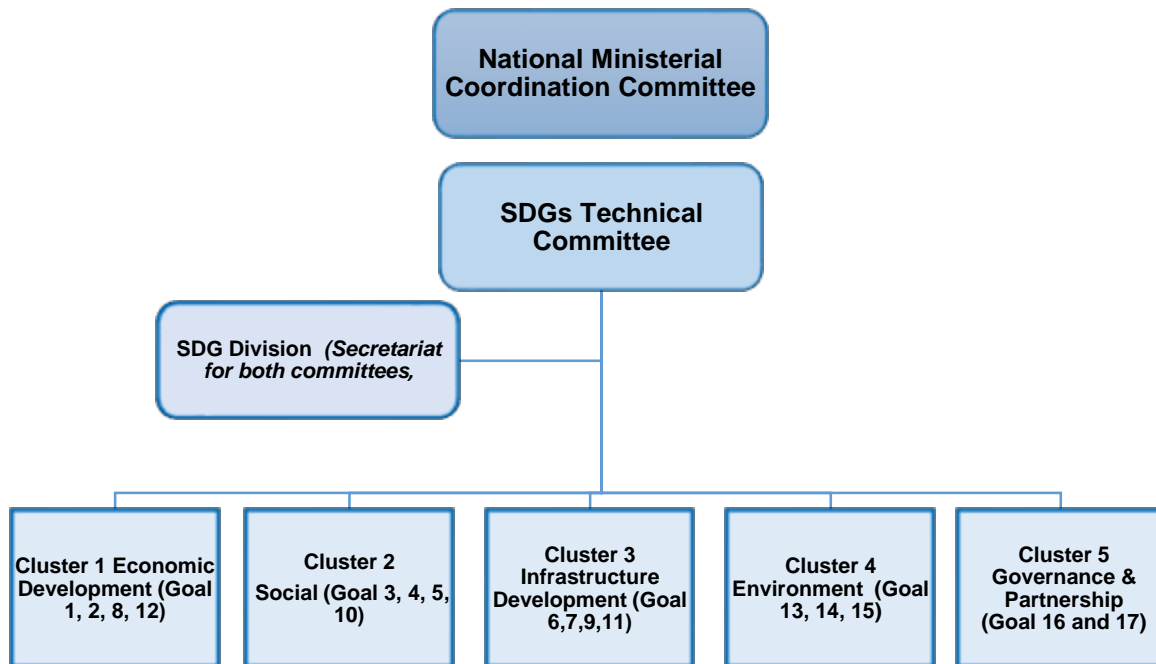 National Ministerial
Coordination Committee
SDGs Technical
Committee
SDG Division (Secretariat
for both committees,
Cluster 1 Economic
Development (Goal
1, 2, 8, 12)
Cluster 2
Social (Goal 3, 4, 5,
10)
Cluster 3
Infrastructure
Development (Goal
6,7,9,11)
Cluster 4
Environment (Goal
13, 14, 15)
Cluster 5
Governance &
Partnership
(Goal 16 and 17)